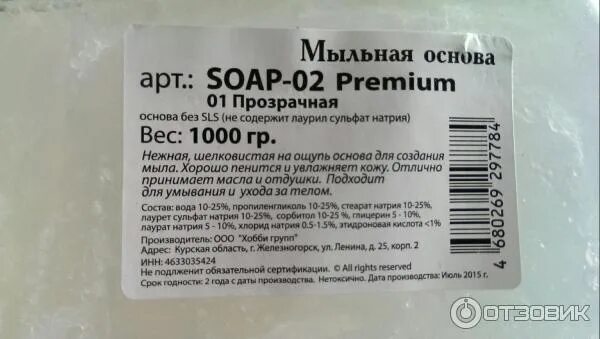 Мыльная основа
арт.: SOAP-02 Premium
01 Прозрачная
основа без SLS (не содержит лаурил сульфат натрия)
Вес: 1000 гр.
Нежная, шелковистая на ощупь основа для создания
мыла. Хорошо пенится и увлажняет кожу. Отлично
принимает масла и отдушки. Подходит
для умывания и ухода за телом.
Состав: вода 10-25%, пропиленгликоль 10-25%, стеарат натрия 10-25%,
лаурет сульфат натрия 10-25%, сорбитол 10-25 %, глицерин 5 - 10%,
лаурат натрия 5 - 10%, хлорид натрия 0.5-1.5%, этидроновая кислота <1%
Производитель: ООО "Хобби групп"
Адрес: Курская область, г. Железногорск, ул. Ленина, д. 25, корп. 2
ИНН: 4633035424
Не подлженит обязательной сертификации. © All rights reserved
Срок годности: 2 года с даты производства. Нетоксично. Дата производства: Июль 2015 г.
4 680269 297784
ОТЗОВИК